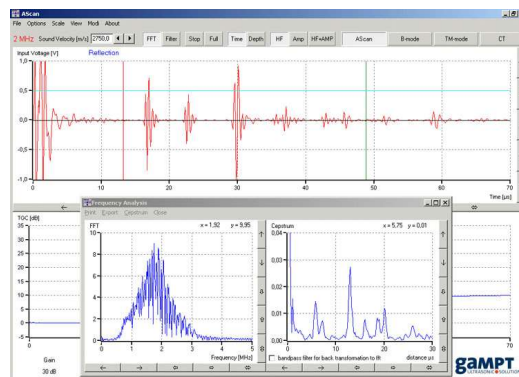 AScan
File Options Scale View Modi About
2 MHz Sound Velocity [m/s] 2750,0 FFT Filter Stop Full Time Depth HF Amp HF+AMP AScan B-mode TM-mode CT
Input Voltage [V] Reflection
1,0
0,5
0,0
-0,5
-1,0
0 10 20 30 40 50 60 70
Time [µs]
TGC [dB]
35
30
25
20
15
10
5
0
-5
0
70
Gain
30 dB
Frequency Analysis
Print Export Cepstrum Close
FFT x = 1,92 y = 9,95
10
8
6
4
2
0
0 1 2 3 4 5
Frequency [MHz]
Cepstrum x = 5,75 y = 0,01
0,04
0,03
0,02
0,01
0,00
0 10 20 30
bandpass filter for back transformation to fft distance µs
GAMPT
ULTRASONIC SOLUTIONS